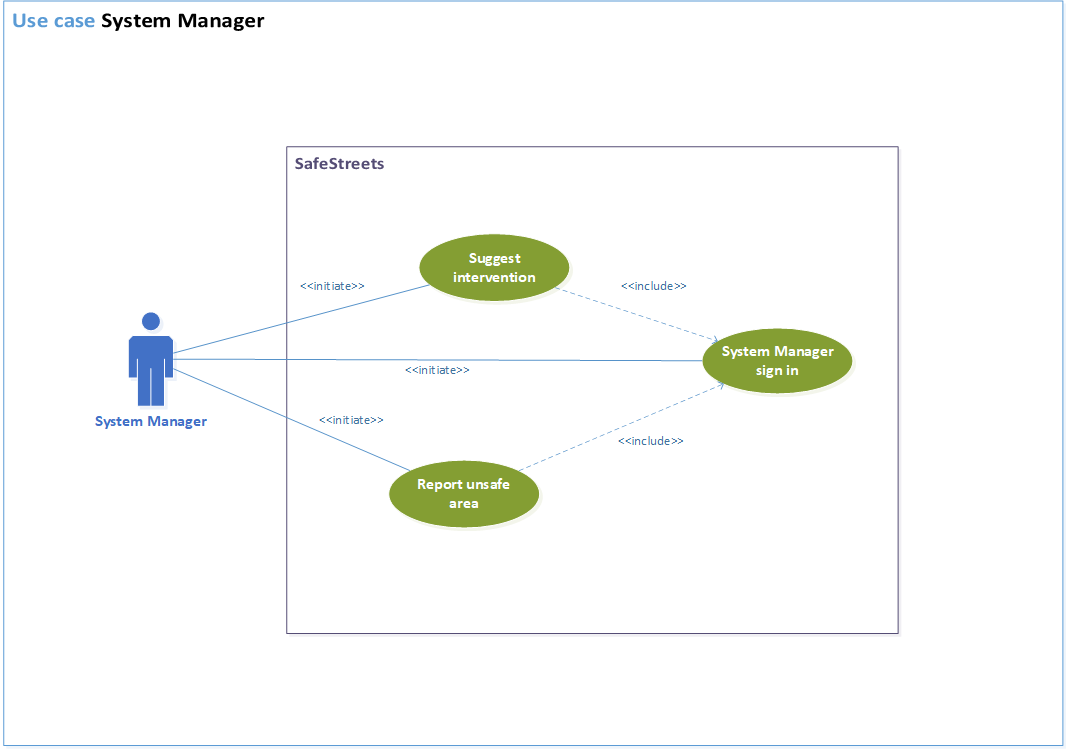 Use case System Manager
SafeStreets
Suggest
intervention
<<initiate>>
<<include>>
System Manager
sign in
<<initiate>>
System Manager
<<initiate>>
<<include>>
Report unsafe
area